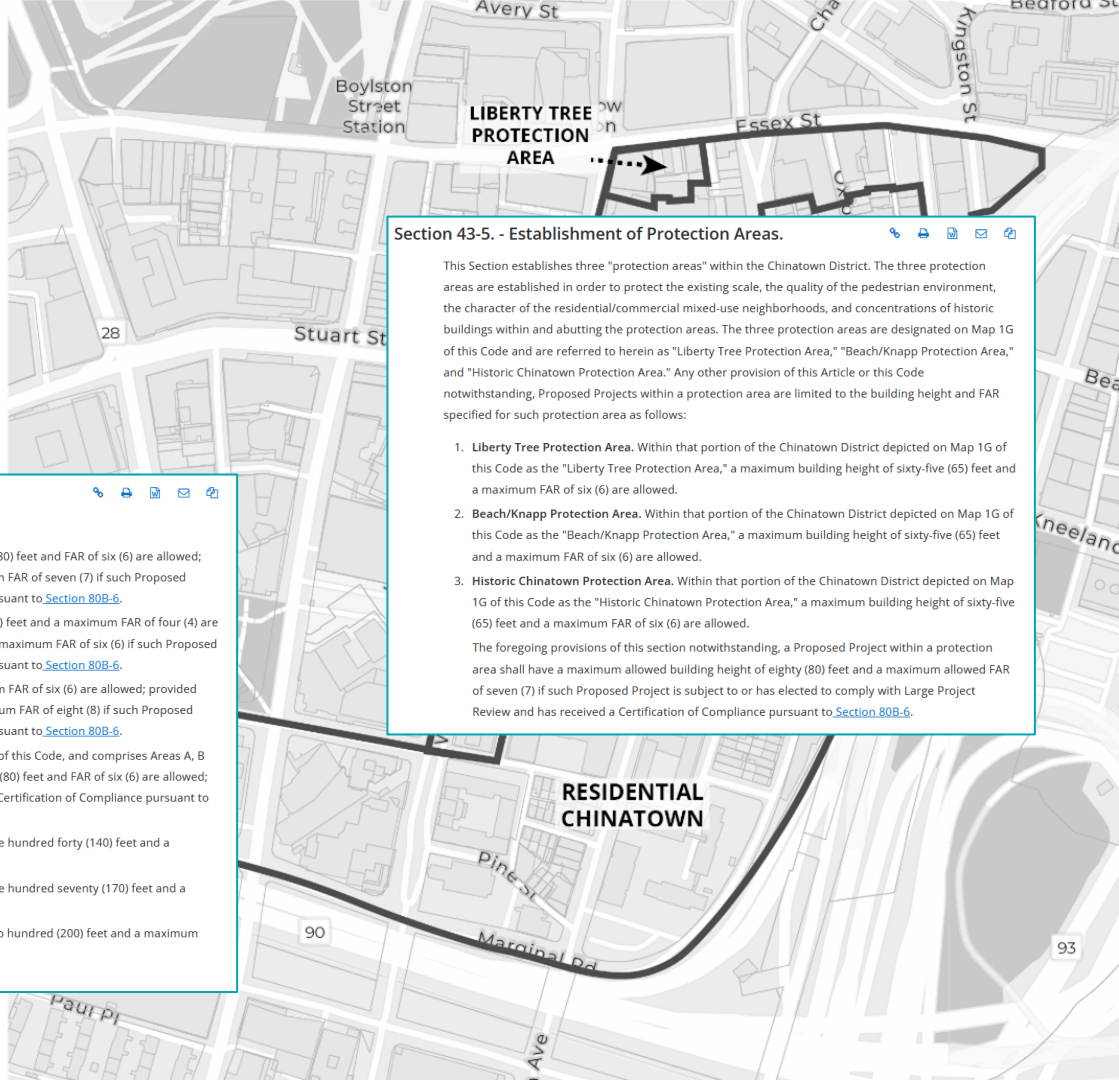 Avery St
Bedford St
Kingston St
Boylston
Street
Station
LIBERTY TREE
PROTECTION
AREA
Essex St
28
Stuart St
Section 43-5. - Establishment of Protection Areas.
This Section establishes three "protection areas" within the Chinatown District. The three protection
areas are established in order to protect the existing scale, the quality of the pedestrian environment,
the character of the residential/commercial mixed-use neighborhoods, and concentrations of historic
buildings within and abutting the protection areas. The three protection areas are designated on Map 1G
of this Code and are referred to herein as "Liberty Tree Protection Area," "Beach/Knapp Protection Area,"
and "Historic Chinatown Protection Area." Any other provision of this Article or this Code
notwithstanding, Proposed Projects within a protection area are limited to the building height and FAR
specified for such protection area as follows:
1. Liberty Tree Protection Area. Within that portion of the Chinatown District depicted on Map 1G of
this Code as the "Liberty Tree Protection Area," a maximum building height of sixty-five (65) feet and
a maximum FAR of six (6) are allowed.
2. Beach/Knapp Protection Area. Within that portion of the Chinatown District depicted on Map 1G of
this Code as the "Beach/Knapp Protection Area," a maximum building height of sixty-five (65) feet
and a maximum FAR of six (6) are allowed.
3. Historic Chinatown Protection Area. Within that portion of the Chinatown District depicted on Map
1G of this Code as the "Historic Chinatown Protection Area," a maximum building height of sixty-five
(65) feet and a maximum FAR of six (6) are allowed.
The foregoing provisions of this section notwithstanding, a Proposed Project within a protection
area shall have a maximum allowed building height of eighty (80) feet and a maximum allowed FAR
of seven (7) if such Proposed Project is subject to or has elected to comply with Large Project
Review and has received a Certification of Compliance pursuant to Section 80B-6.
80) feet and FAR of six (6) are allowed;
FAR of seven (7) if such Proposed
suant to Section 80B-6.
) feet and a maximum FAR of four (4) are
maximum FAR of six (6) if such Proposed
suant to Section 80B-6.
FAR of six (6) are allowed; provided
um FAR of eight (8) if such Proposed
suant to Section 80B-6.
of this Code, and comprises Areas A, B
(80) feet and FAR of six (6) are allowed;
Certification of Compliance pursuant to
e hundred forty (140) feet and a
e hundred seventy (170) feet and a
o hundred (200) feet and a maximum
Kneeland
RESIDENTIAL
CHINATOWN
Pine St
90
Marginal Rd
93
Paul Pl
Ave